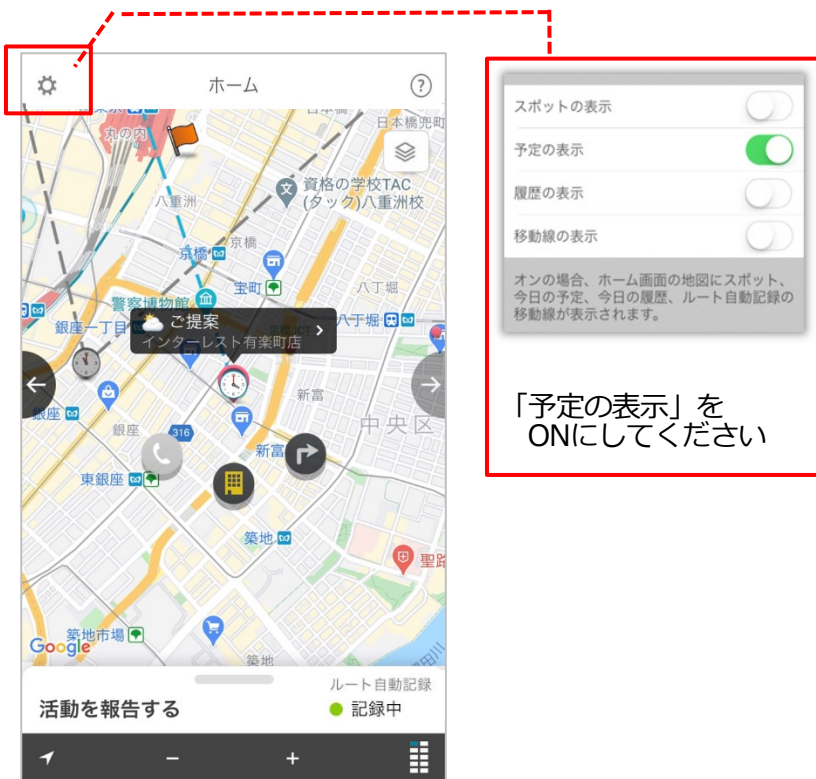 ホーム
?
日本橋兜町
丸の内
資格の学校TAC
(タック)八重洲校
八重洲
京橋
京橋
宝町
八丁堀
警察博物館
銀座一丁目
八丁堀
ご提案
インターレスト有楽町店
新富
銀座
中央区
銀座
316
新富
東銀座
築地
聖路
築地市場
Google
築地
ルート自動記録
活動を報告する
記録中
スポットの表示
予定の表示
履歴の表示
移動線の表示
オンの場合、ホーム画面の地図にスポット、
今日の予定、今日の履歴、ルート自動記録の
移動線が表示されます。
「予定の表示」を
ONにしてください